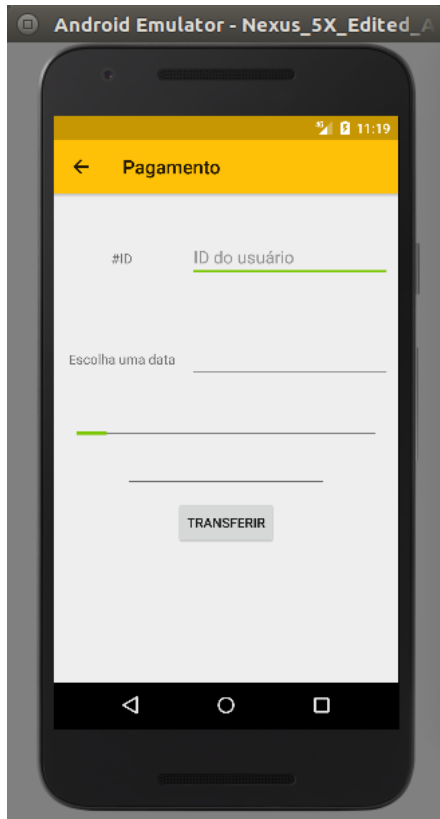 Android Emulator - Nexus_5X_Edited_A
11:19
Pagamento
#ID
ID do usuário
Escolha uma data
TRANSFERIR